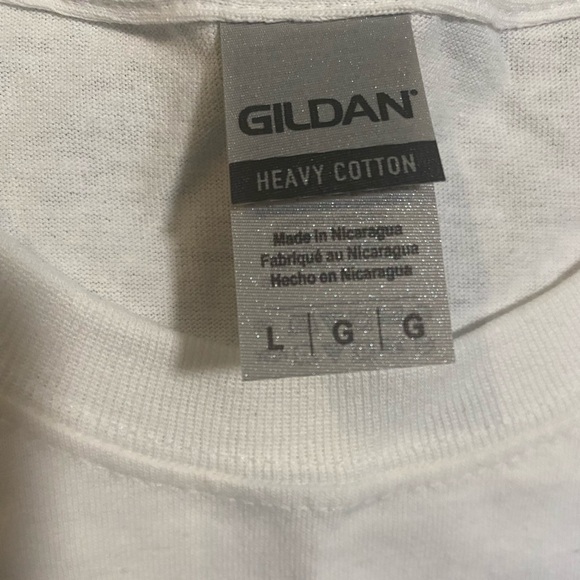 GILDAN®
HEAVY COTTON
Made in Nicaragua
Fabriqué au Nicaragua
Hecho en Nicaragua
L | G | G